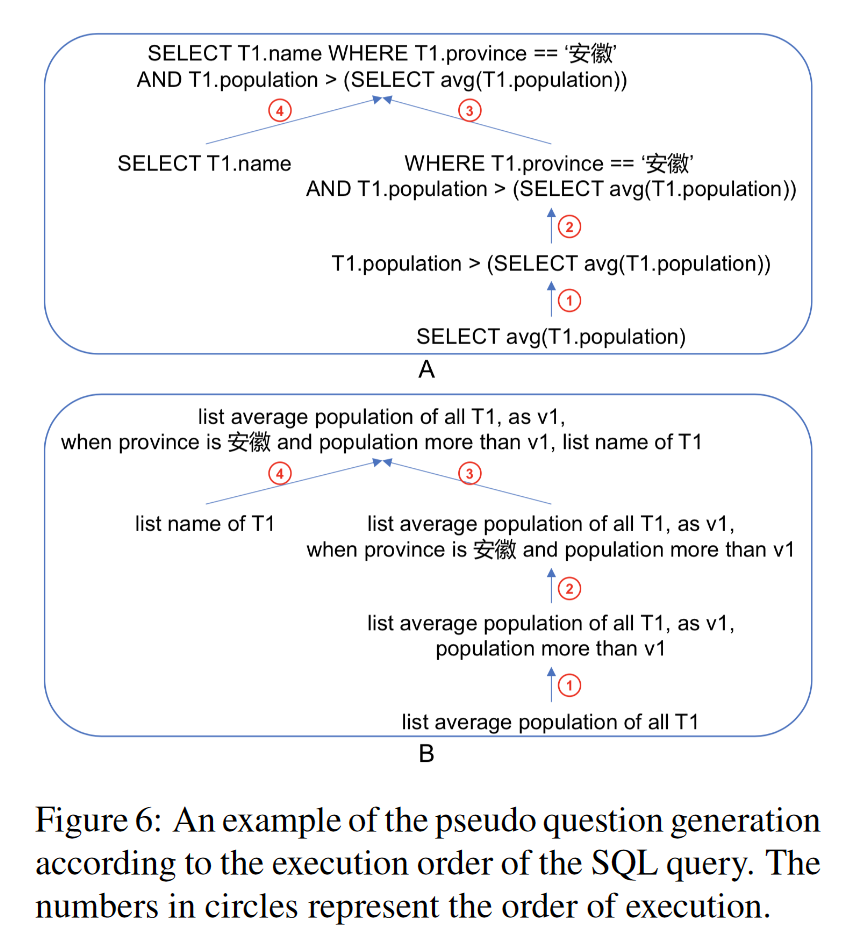 SELECT T1.name WHERE T1.province == ‘安徽’
AND T1.population > (SELECT avg(T1.population))
④
③
SELECT T1.name
WHERE T1.province == ‘安徽’
AND T1.population > (SELECT avg(T1.population))
②
T1.population > (SELECT avg(T1.population))
①
SELECT avg(T1.population)
A
list average population of all T1, as v1,
when province is 安徽 and population more than v1, list name of T1
④
③
list name of T1
list average population of all T1, as v1,
when province is 安徽 and population more than v1
②
list average population of all T1, as v1,
population more than v1
①
list average population of all T1
B
Figure 6: An example of the pseudo question generation
according to the execution order of the SQL query. The
numbers in circles represent the order of execution.